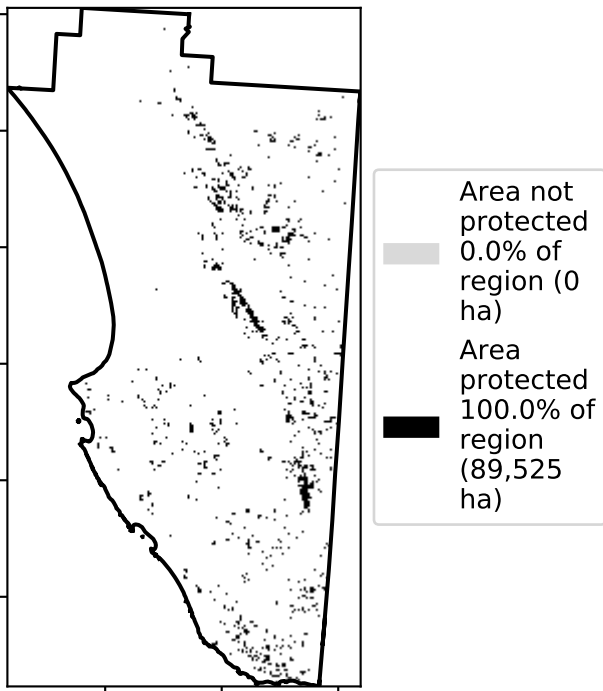 Area not
protected
0.0% of
region (0
ha)
Area
protected
100.0% of
region
(89,525
ha)